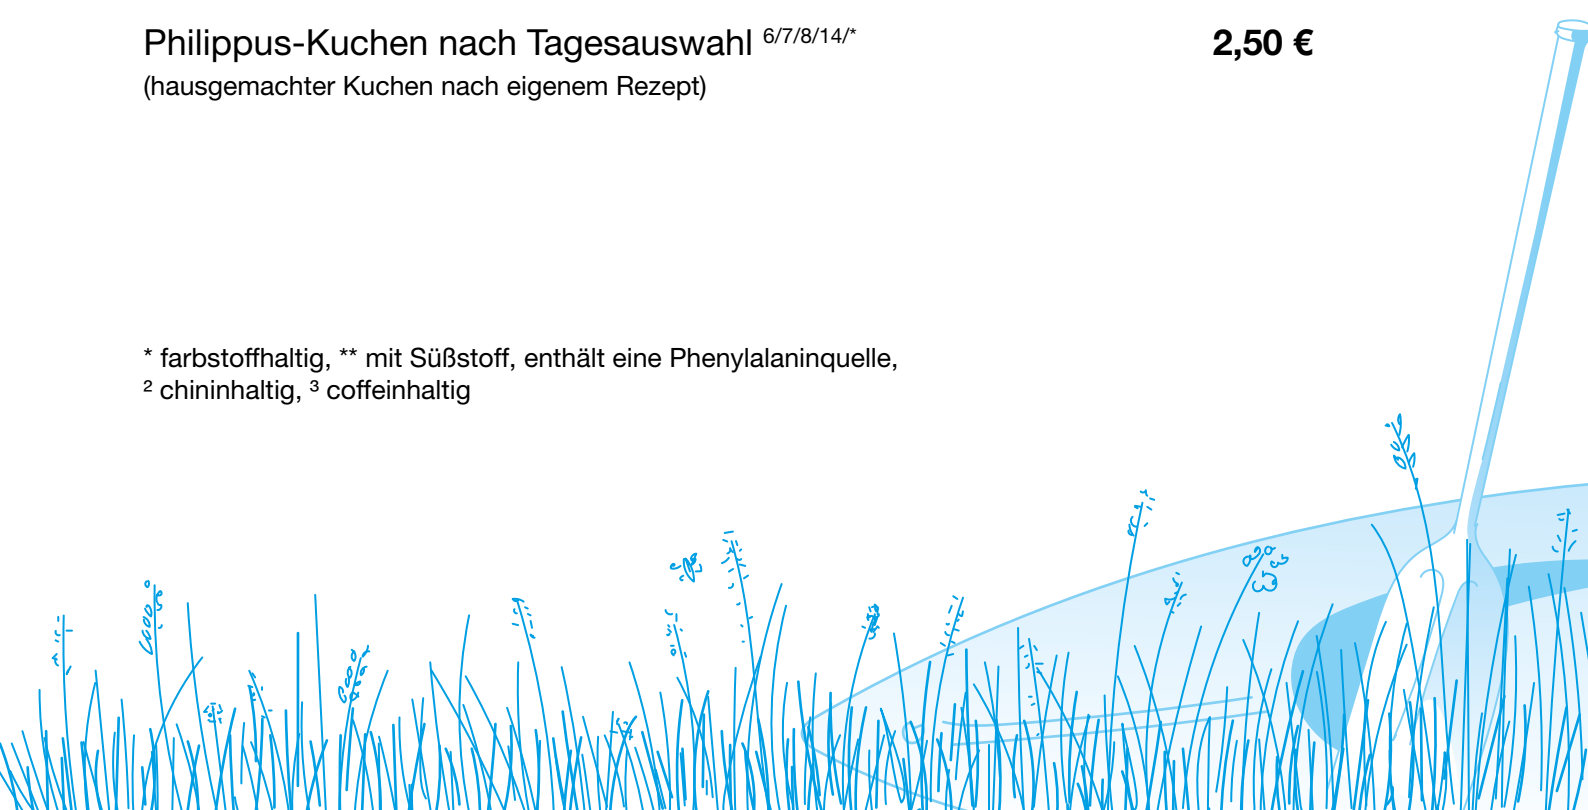 Philippus-Kuchen nach Tagesauswahl 6/7/8/14/* 2,50 €
(hausgemachter Kuchen nach eigenem Rezept)
* farbstoffhaltig, ** mit Süßstoff, enthält eine Phenylalaninquelle,
² chininhaltig, ³ coffeinhaltig